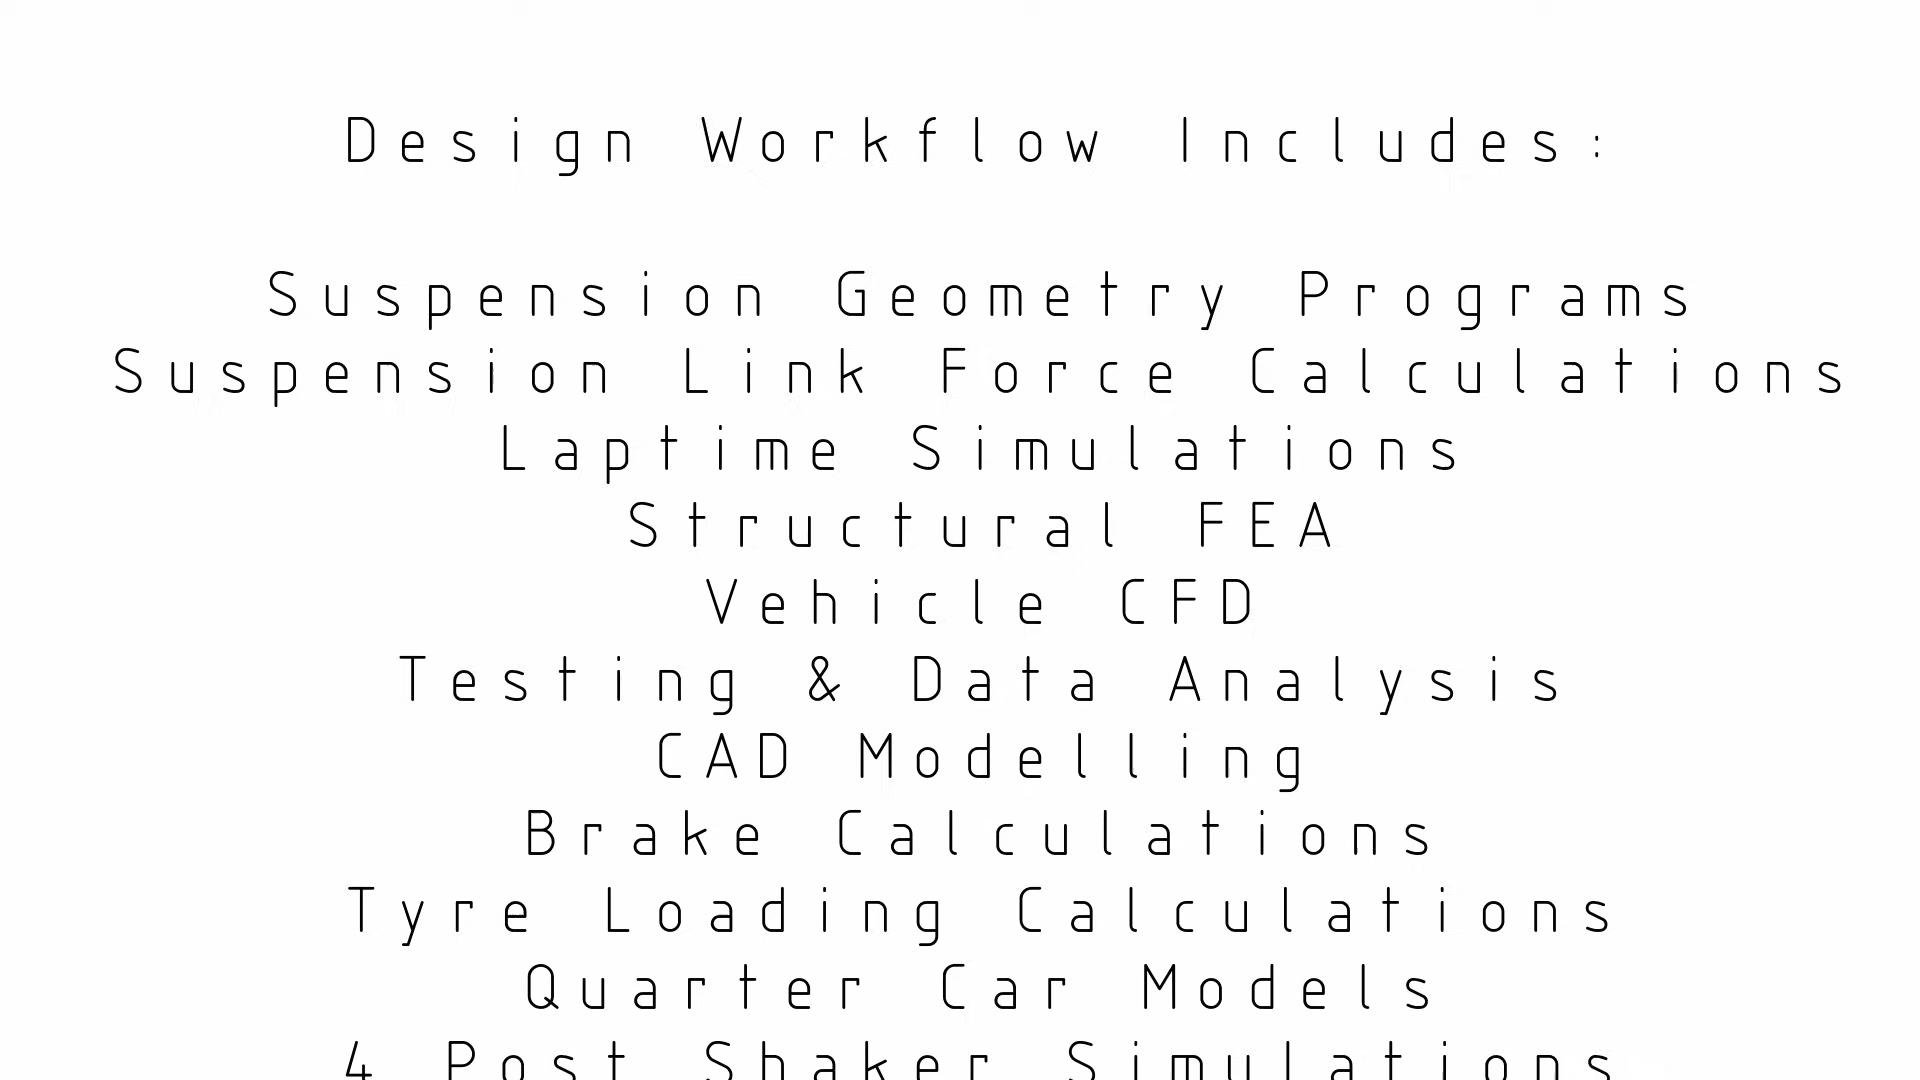 Design Workflow Includes:
Suspension Geometry Programs
Suspension Link Force Calculations
Laptime Simulations
Structural FEA
Vehicle CFD
Testing & Data Analysis
CAD Modelling
Brake Calculations
Tyre Loading Calculations
Quarter Car Models
4 Post Shaker Simulations